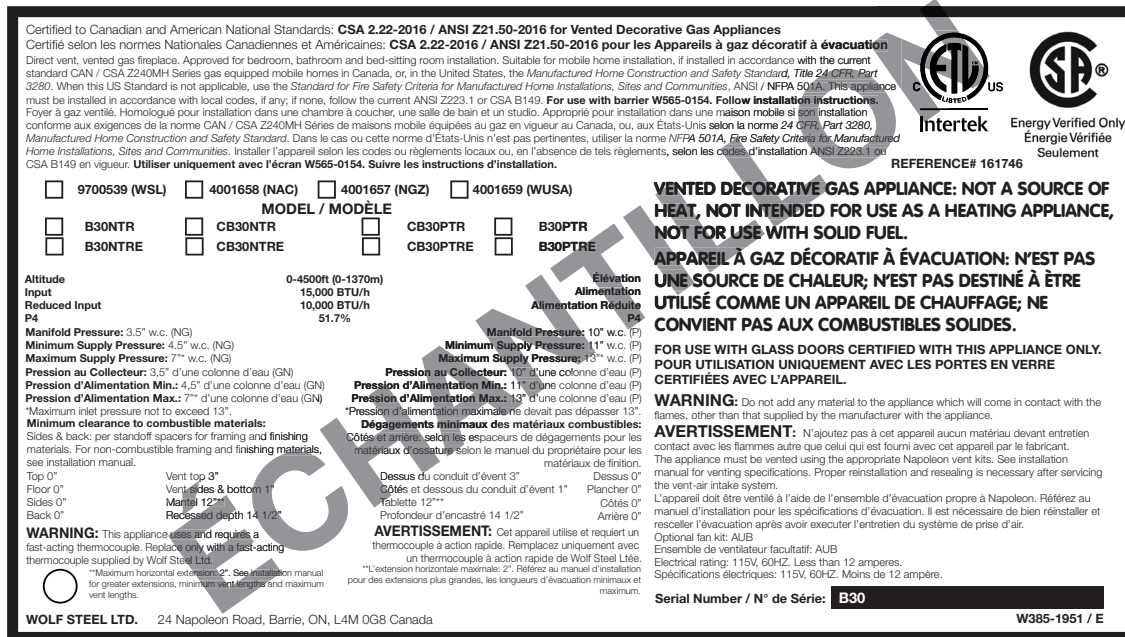 Certified to Canadian and American National Standards: CSA 2.22-2016 / ANSI Z21.50-2016 for Vented Decorative Gas Appliances
Certifié selon les normes Nationales Canadiennes et Américaines: CSA 2.22-2016 / ANSI Z21.50-2016 pour les Appareils à gaz décoratif à évacuation
Direct vent, vented gas fireplace. Approved for bedroom, bathroom and bed-sitting room installation. Suitable for mobile home installation, if installed in accordance with the current
standard CAN / CSA Z240MH Series gas equipped mobile homes in Canada, or, in the United States, the Manufactured Home Construction and Safety Standard, Title 24 CFR, Part
3280. When this US Standard is not applicable, use the Standard for Fire Safety Criteria for Manufactured Home Installations, Sites and Communities, ANSI / NFPA 501A. This appliance
must be installed in accordance with local codes, if any; if none, follow the current ANSI Z223.1 or CSA B149. For use with barrier W565-0154. Follow installation instructions.
Foyer à gaz ventilé. Homologué pour installation dans une chambre à coucher, une salle de bain et un studio. Approprié pour installation dans une maison mobile si son installation
conforme aux exigences de la norme CAN / CSA Z240MH Séries de maisons mobile équipées au gaz en vigueur au Canada, ou, aux États-Unis selon la norme 24 CFR, Part 3280,
Manufactured Home Construction and Safety Standard. Dans le cas ou cette norme d'États-Unis n'est pas pertinentes, utiliser la norme NFPA 501A, Fire Safety Criteria for Manufactured
Home Installations, Sites and Communities. Installer l'appareil selon les codes ou règlements locaux ou, en l'absence de tels règlements, selon les codes d'installation ANSI Z223.1 ou
CSA B149 en vigueur. Utiliser uniquement avec l'écran W565-0154. Suivre les instructions d'installation.
ETL
LISTED
C US
Intertek
SA ®
Energy Verified Only
Énergie Vérifiée
Seulement
REFERENCE# 161746
9700539 (WSL) 4001658 (NAC) 4001657 (NGZ) 4001659 (WUSA)
MODEL / MODÈLE
B30NTR CB30NTR CB30PTR B30PTR
B30NTRE CB30NTRE CB30PTRE B30PTRE
Altitude 0-4500ft (0-1370m) Élévation
Input 15,000 BTU/h Alimentation
Reduced Input 10,000 BTU/h Alimentation Réduite
P4 51.7% P4
Manifold Pressure: 3.5" w.c. (NG) Manifold Pressure: 10" w.c. (P)
Minimum Supply Pressure: 4.5" w.c. (NG) Minimum Supply Pressure: 11" w.c. (P)
Maximum Supply Pressure: 7"* w.c. (NG) Maximum Supply Pressure: 13"* w.c. (P)
Pression au Collecteur: 3,5" d'une colonne d'eau (GN) Pression au Collecteur: 10" d'une colonne d'eau (P)
Pression d'Alimentation Min.: 4,5" d'une colonne d'eau (GN) Pression d'Alimentation Min.: 11" d'une colonne d'eau (P)
Pression d'Alimentation Max.: 7"* d'une colonne d'eau (GN) Pression d'Alimentation Max.: 13" d'une colonne d'eau (P)
*Maximum inlet pressure not to exceed 13". *Pression d'alimentation maximale ne devait pas dépasser 13".
Minimum clearance to combustible materials:
Sides & back: per standoff spacers for framing and finishing
materials. For non-combustible framing and finishing materials,
see installation manual.
Top 0" Vent top 3"
Floor 0" Vent sides & bottom 1"
Sides 0" Mantel 12"**
Back 0" Recessed depth 14 1/2"
Dégagements minimaux des matériaux combustibles:
Côtés et arrière: selon les espaceurs de dégagements pour les
matériaux d'ossature selon le manuel du propriétaire pour les
matériaux de finition.
Dessus du conduit d'évent 3" Dessus 0"
Côtés et dessous du conduit d'évent 1" Plancher 0"
Tablette 12"** Côtés 0"
Profondeur d'encastré 14 1/2" Arrière 0"
WARNING: This appliance uses and requires a
fast-acting thermocouple. Replace only with a fast-acting
thermocouple supplied by Wolf Steel Ltd.
**Maximum horizontal extension: 2". See installation manual
for greater extensions, minimum vent lengths and maximum
vent lengths.
AVERTISSEMENT: Cet appareil utilise et requiert un
thermocouple à action rapide. Remplacez uniquement avec
un thermocouple à action rapide de Wolf Steel Ltée.
**L'extension horizontale maximale: 2". Référez au manuel d'installation
pour des extensions plus grandes, les longueurs d'évacuation minimaux et
maximum.
VENTED DECORATIVE GAS APPLIANCE: NOT A SOURCE OF
HEAT, NOT INTENDED FOR USE AS A HEATING APPLIANCE,
NOT FOR USE WITH SOLID FUEL.
APPAREIL À GAZ DÉCORATIF À ÉVACUATION: N'EST PAS
UNE SOURCE DE CHALEUR; N'EST PAS DESTINÉ À ÈTRE
UTILISÉ COMME UN APPAREIL DE CHAUFFAGE; NE
CONVIENT PAS AUX COMBUSTIBLES SOLIDES.
FOR USE WITH GLASS DOORS CERTIFIED WITH THIS APPLIANCE ONLY.
POUR UTILISATION UNIQUEMENT AVEC LES PORTES EN VERRE
CERTIFIÉES AVEC L'APPAREIL.
WARNING: Do not add any material to the appliance which will come in contact with the
flames, other than that supplied by the manufacturer with the appliance.
AVERTISSEMENT: N'ajoutez pas à cet appareil aucun matériau devant entretien
contact avec les flammes autre que celui qui est fourni avec cet appareil par le fabricant.
The appliance must be vented using the appropriate Napoleon vent kits. See installation
manual for venting specifications. Proper reinstallation and resealing is necessary after servicing
the vent-air intake system.
L'appareil doit être ventilé à l'aide de l'ensemble d'évacuation propre à Napoleon. Référez au
manuel d'installation pour les spécifications d'évacuation. Il est nécessaire de bien réinstaller et
resceller l'évacuation après avoir executer l'entretien du système de prise d'air.
Optional fan kit: AUB
Ensemble de ventilateur facultatif: AUB
Electrical rating: 115V, 60HZ. Less than 12 amperes.
Spécifications électriques: 115V, 60HZ. Moins de 12 ampère.
Serial Number / N° de Série: B30
WOLF STEEL LTD. 24 Napoleon Road, Barrie, ON, L4M 0G8 Canada
W385-1951 / E
ECHANTILLON